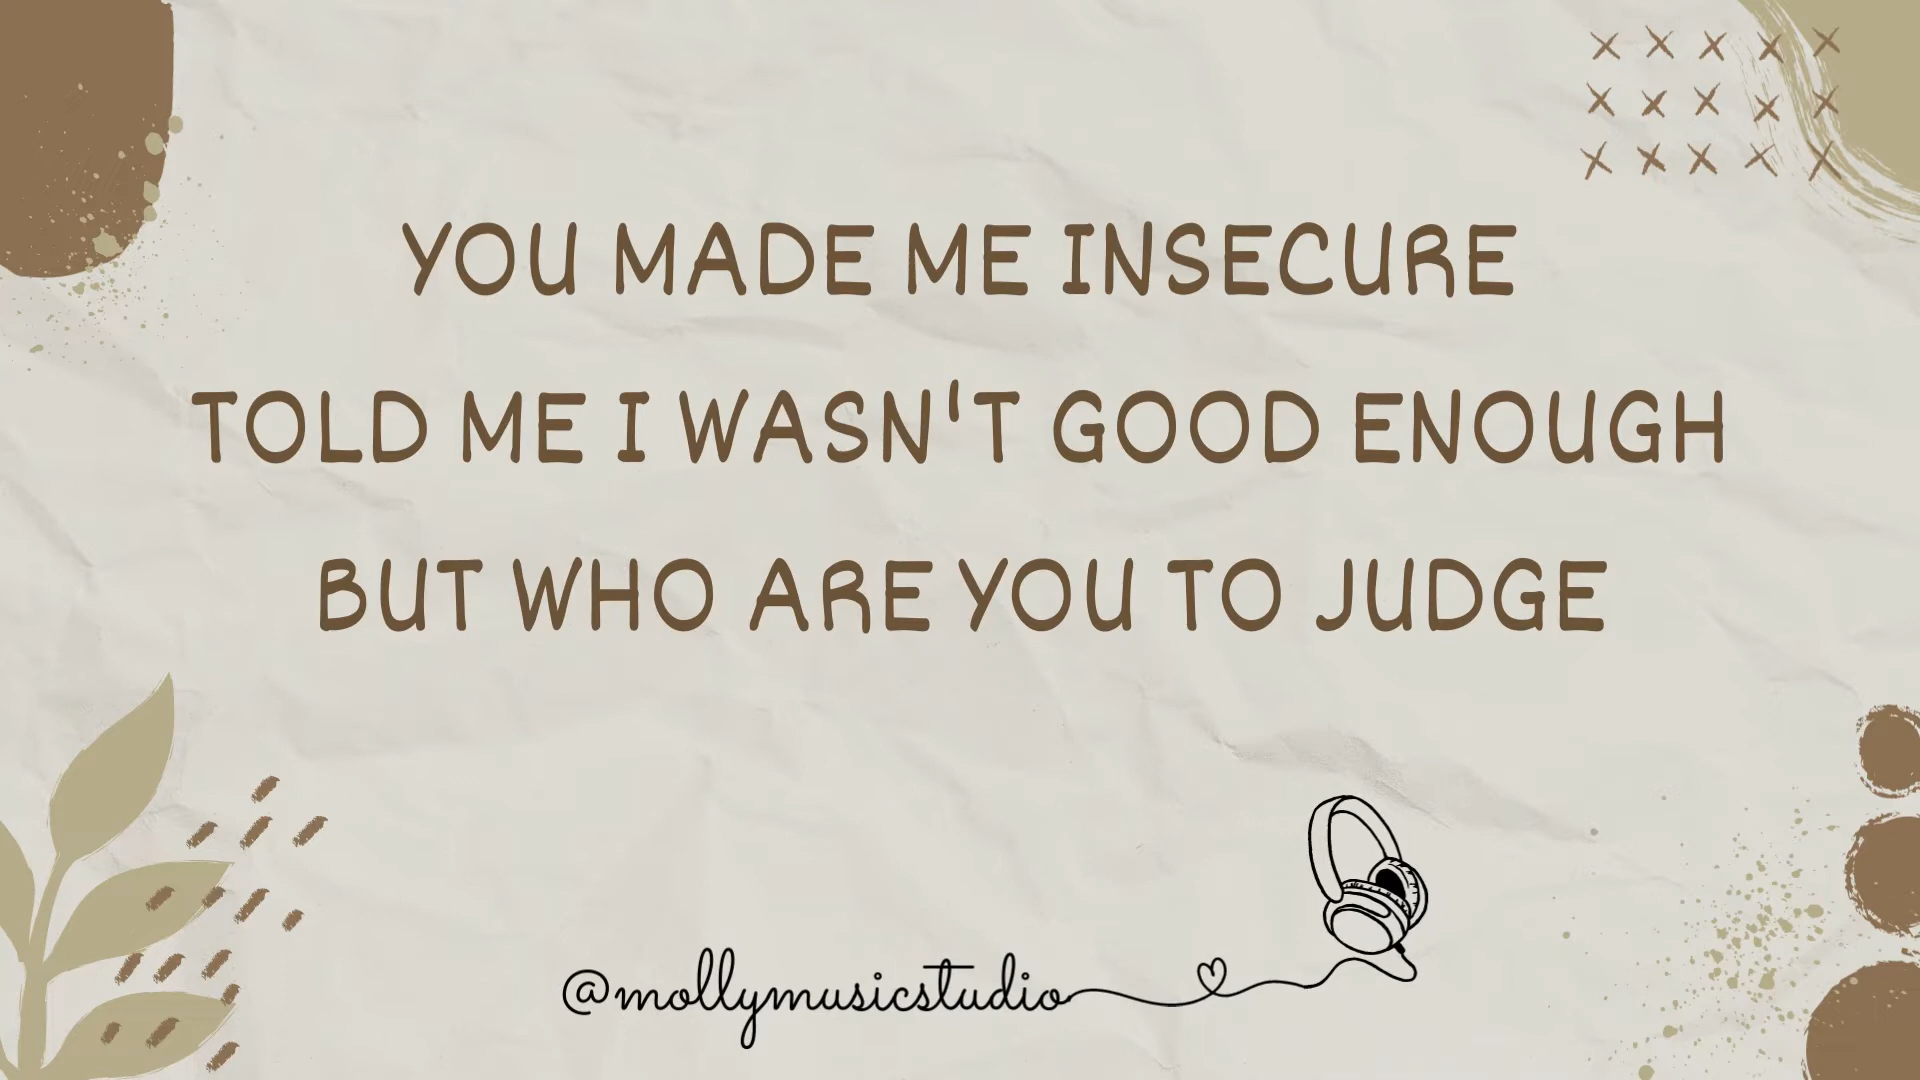 YOU MADE ME INSECURE
TOLD ME I WASN'T GOOD ENOUGH
BUT WHO ARE YOU TO JUDGE
@mollymusicstudio